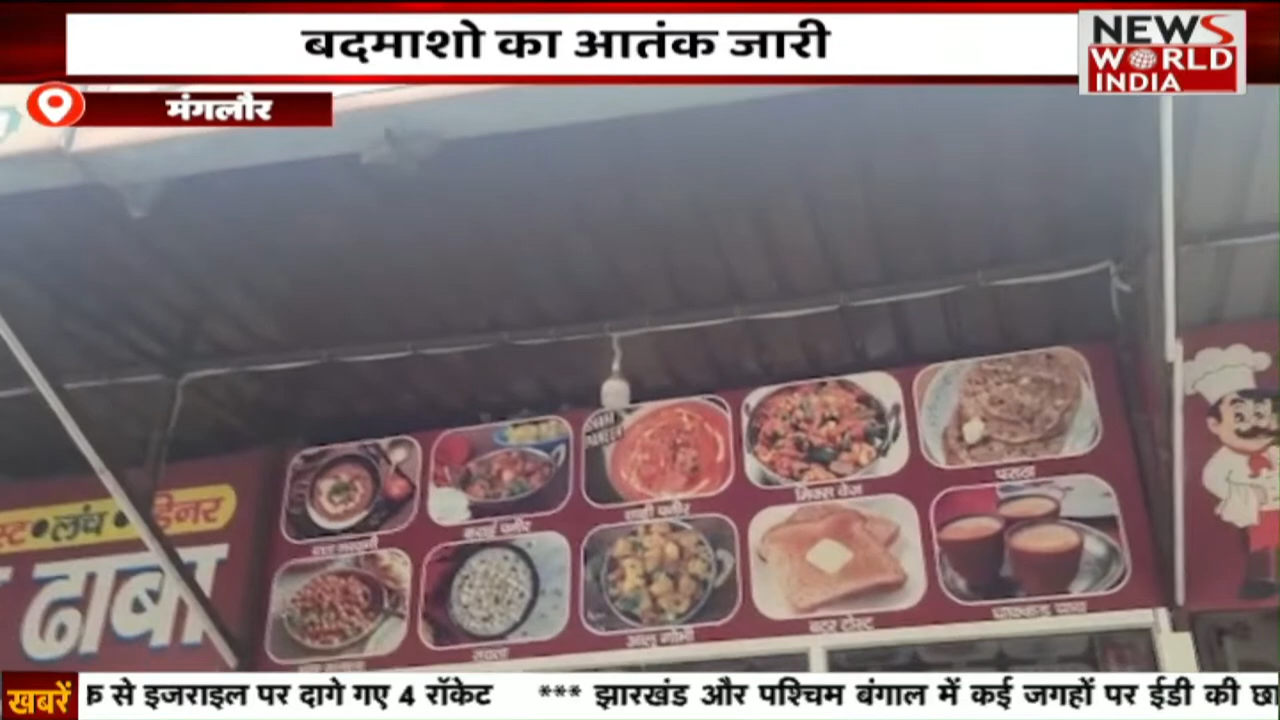 बदमाशो का आतंक जारी
NEWS
WORLD
INDIA
मंगलौर
लंच • डिनर
ढाबा
शाही पनीर
मिक्स वेज
पराठा
रायता
आलू गोभी
बटर टोस्ट
खबरें
क से इजराइल पर दागे गए 4 रॉकेट *** झारखंड और पश्चिम बंगाल में कई जगहों पर ईडी की छा